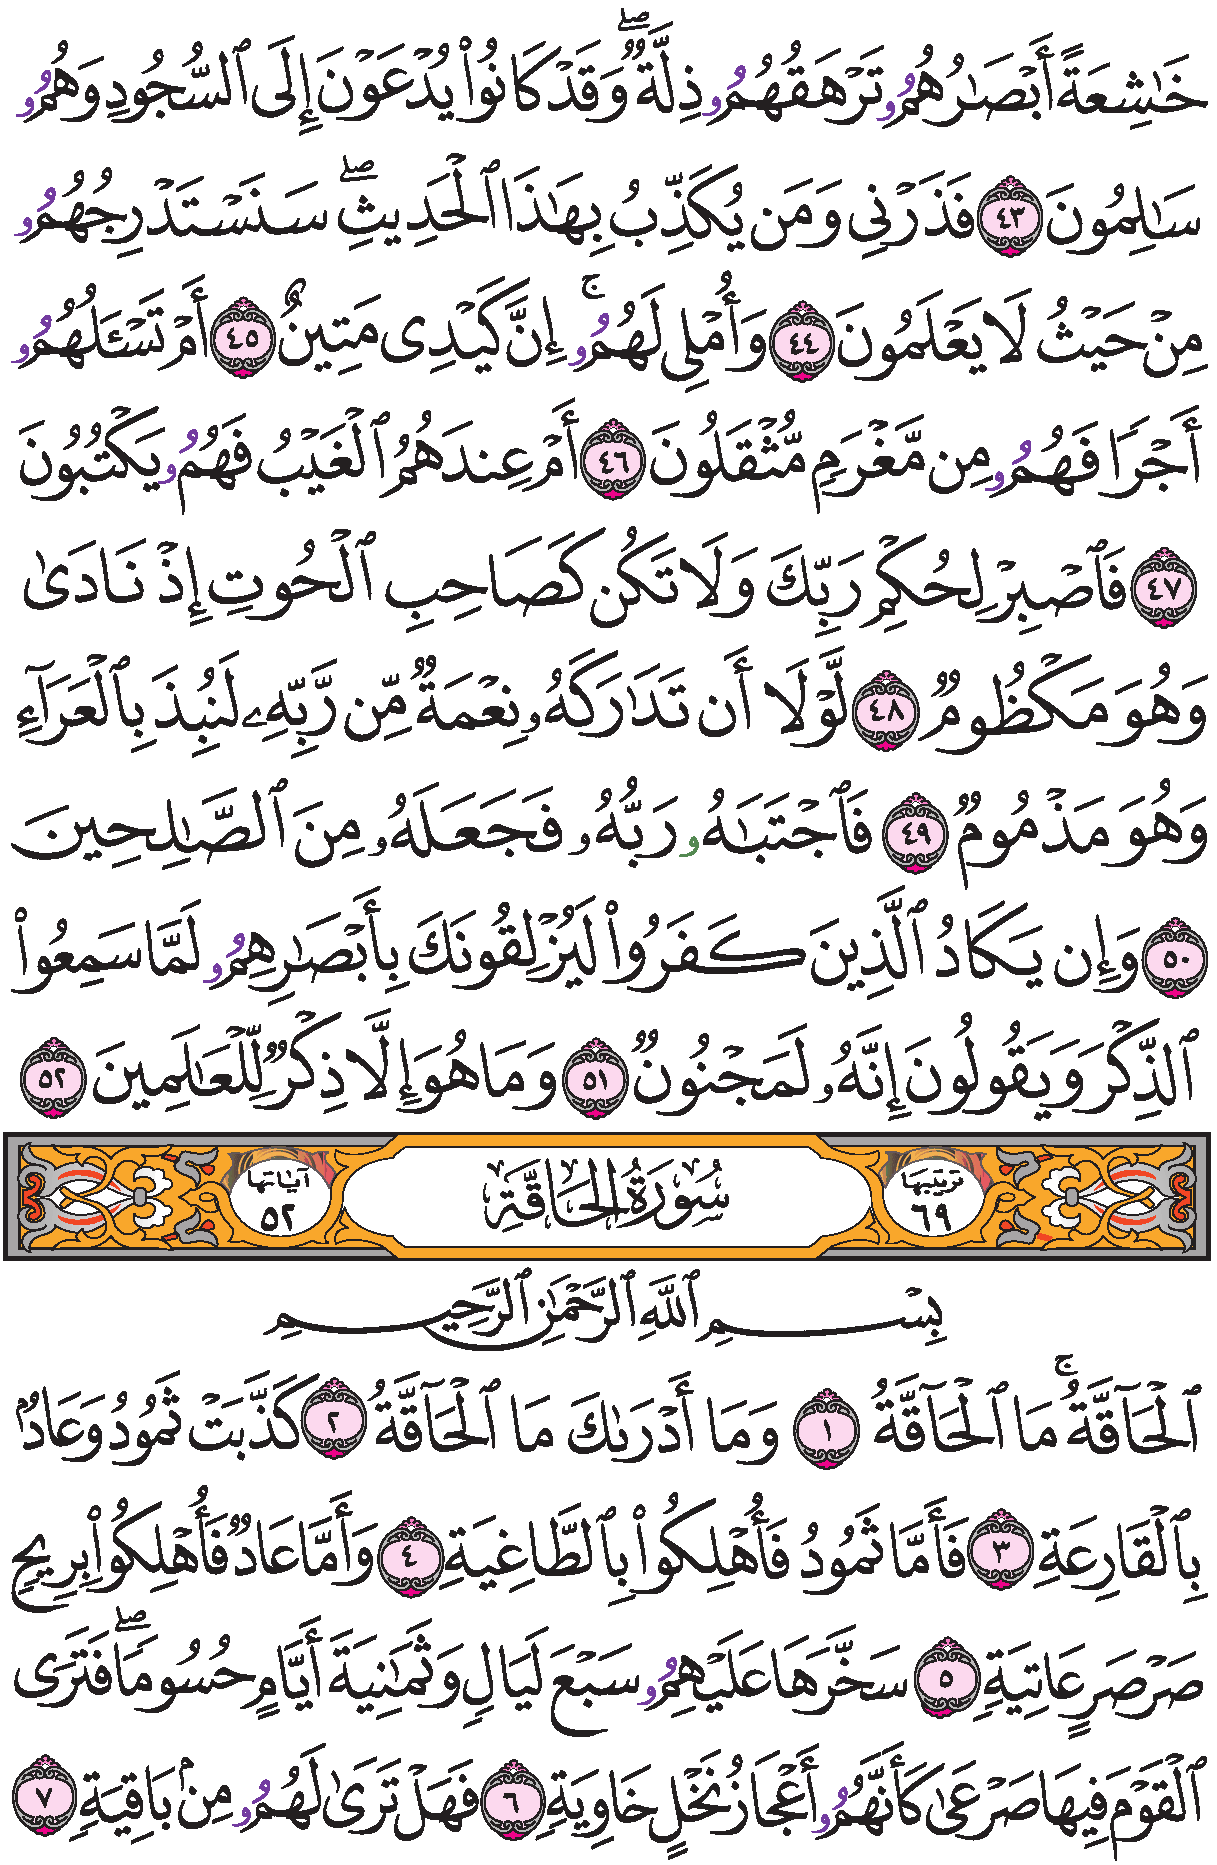 خَٰشِعَةً أَبْصَٰرُهُمُۥ تَرْهَقُهُمُۥ ذِلَّةٌۖ وَقَدْ كَانُوا۟ يُدْعَوْنَ إِلَى ٱلسُّجُودِ وَهُمُۥ
سَٰلِمُونَ ٤٣ فَذَرْنِى وَمَن يُكَذِّبُ بِهَٰذَا ٱلْحَدِيثِۖ سَنَسْتَدْرِجُهُمُۥ
مِنْ حَيْثُ لَا يَعْلَمُونَ ٤٤ وَأُمْلِى لَهُمُۥۚ إِنَّ كَيْدِى مَتِينٌ ٤٥ أَمْ تَسْـَٔلُهُمُۥ
أَجْرًا فَهُمُۥ مِن مَّغْرَمٍ مُّثْقَلُونَ ٤٦ أَمْ عِندَهُمُ ٱلْغَيْبُ فَهُمُۥ يَكْتُبُونَ
٤٧ فَٱصْبِرْ لِحُكْمِ رَبِّكَ وَلَا تَكُن كَصَاحِبِ ٱلْحُوتِ إِذْ نَادَىٰ
وَهُوَ مَكْظُومٌ ٤٨ لَّوْلَا أَن تَدَٰرَكَهُۥ نِعْمَةٌ مِّن رَّبِّهِۦ لَنُبِذَ بِٱلْعَرَآءِ
وَهُوَ مَذْمُومٌ ٤٩ فَٱجْتَبَٰهُۥ رَبُّهُۥ فَجَعَلَهُۥ مِنَ ٱلصَّٰلِحِينَ
٥٠ وَإِن يَكَادُ ٱلَّذِينَ كَفَرُوا۟ لَيُزْلِقُونَكَ بِأَبْصَٰرِهِمُۥ لَمَّا سَمِعُوا۟
ٱلذِّكْرَ وَيَقُولُونَ إِنَّهُۥ لَمَجْنُونٌ ٥١ وَمَا هُوَ إِلَّا ذِكْرٌ لِّلْعَٰلَمِينَ ٥٢
ترتيبها ٦٩ سُورَةُ الحَاقَّةِ آياتها ٥٢
بِسْمِ ٱللَّهِ ٱلرَّحْمَٰنِ ٱلرَّحِيمِ
ٱلْحَآقَّةُۚ مَا ٱلْحَآقَّةُ ١ وَمَا أَدْرَىٰكَ مَا ٱلْحَآقَّةُ ٢ كَذَّبَتْ ثَمُودُ وَعَادٌۢ
بِٱلْقَارِعَةِ ٣ فَأَمَّا ثَمُودُ فَأُهْلِكُوا۟ بِٱلطَّاغِيَةِ ٤ وَأَمَّا عَادٌ فَأُهْلِكُوا۟ بِرِيحٍ
صَرْصَرٍ عَاتِيَةٍ ٥ سَخَّرَهَا عَلَيْهِمُۥ سَبْعَ لَيَالٍ وَثَمَٰنِيَةَ أَيَّامٍ حُسُومًاۖ فَتَرَى
ٱلْقَوْمَ فِيهَا صَرْعَىٰ كَأَنَّهُمُۥ أَعْجَازُ نَخْلٍ خَاوِيَةٍ ٦ فَهَلْ تَرَىٰ لَهُمُۥ مِنۢ بَاقِيَةٍ ٧